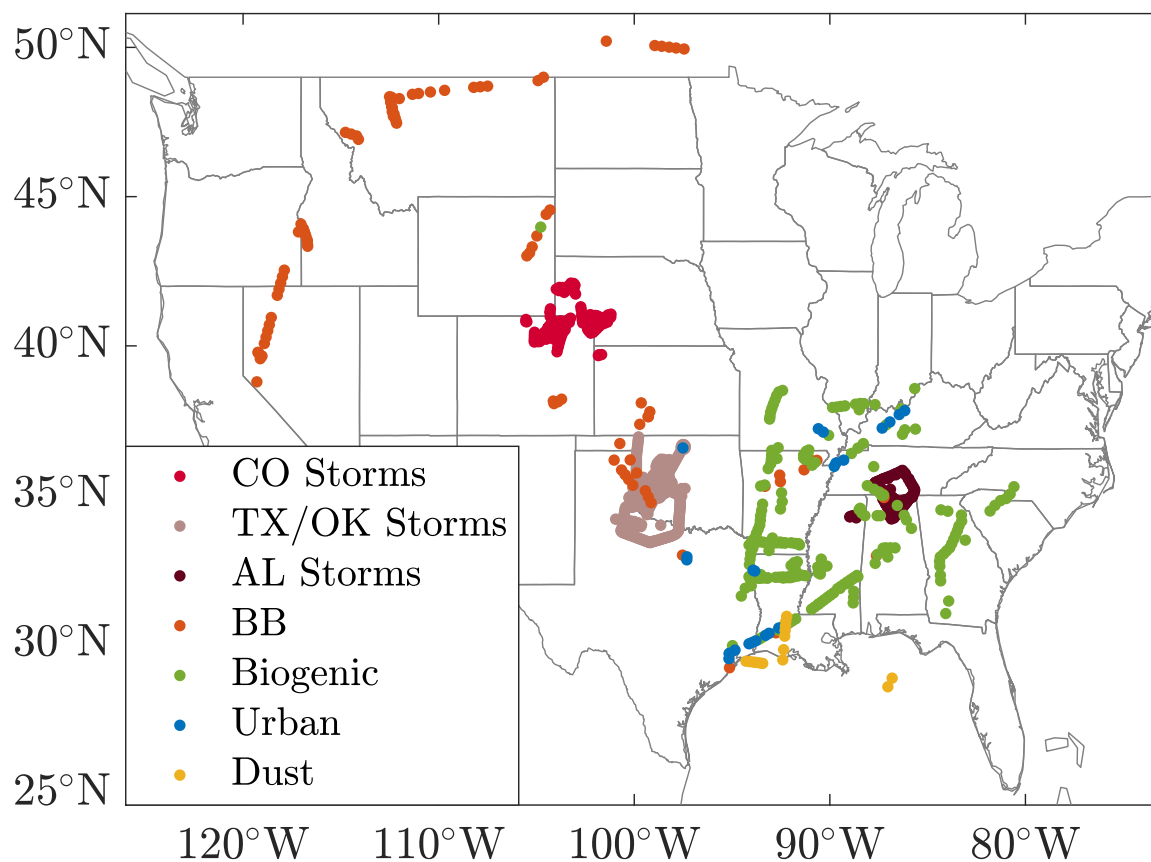 50°N
45°N
40°N
35°N
30°N
25°N
CO Storms
TX/OK Storms
AL Storms
BB
Biogenic
Urban
Dust
120°W 110°W 100°W 90°W 80°W